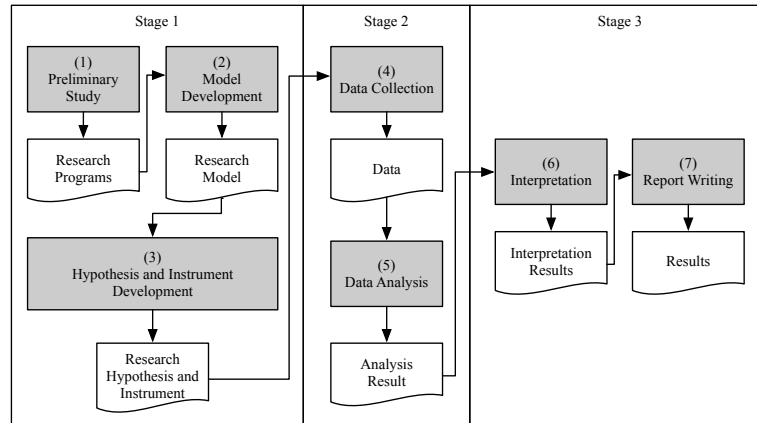 Stage 1
(1)
Preliminary
Study
Research
Programs
(2)
Model
Development
Research
Model
(3)
Hypothesis and Instrument
Development
Research
Hypothesis and
Instrument
Stage 2
(4)
Data Collection
Data
(5)
Data Analysis
Analysis
Result
Stage 3
(6)
Interpretation
Interpretation
Results
(7)
Report Writing
Results